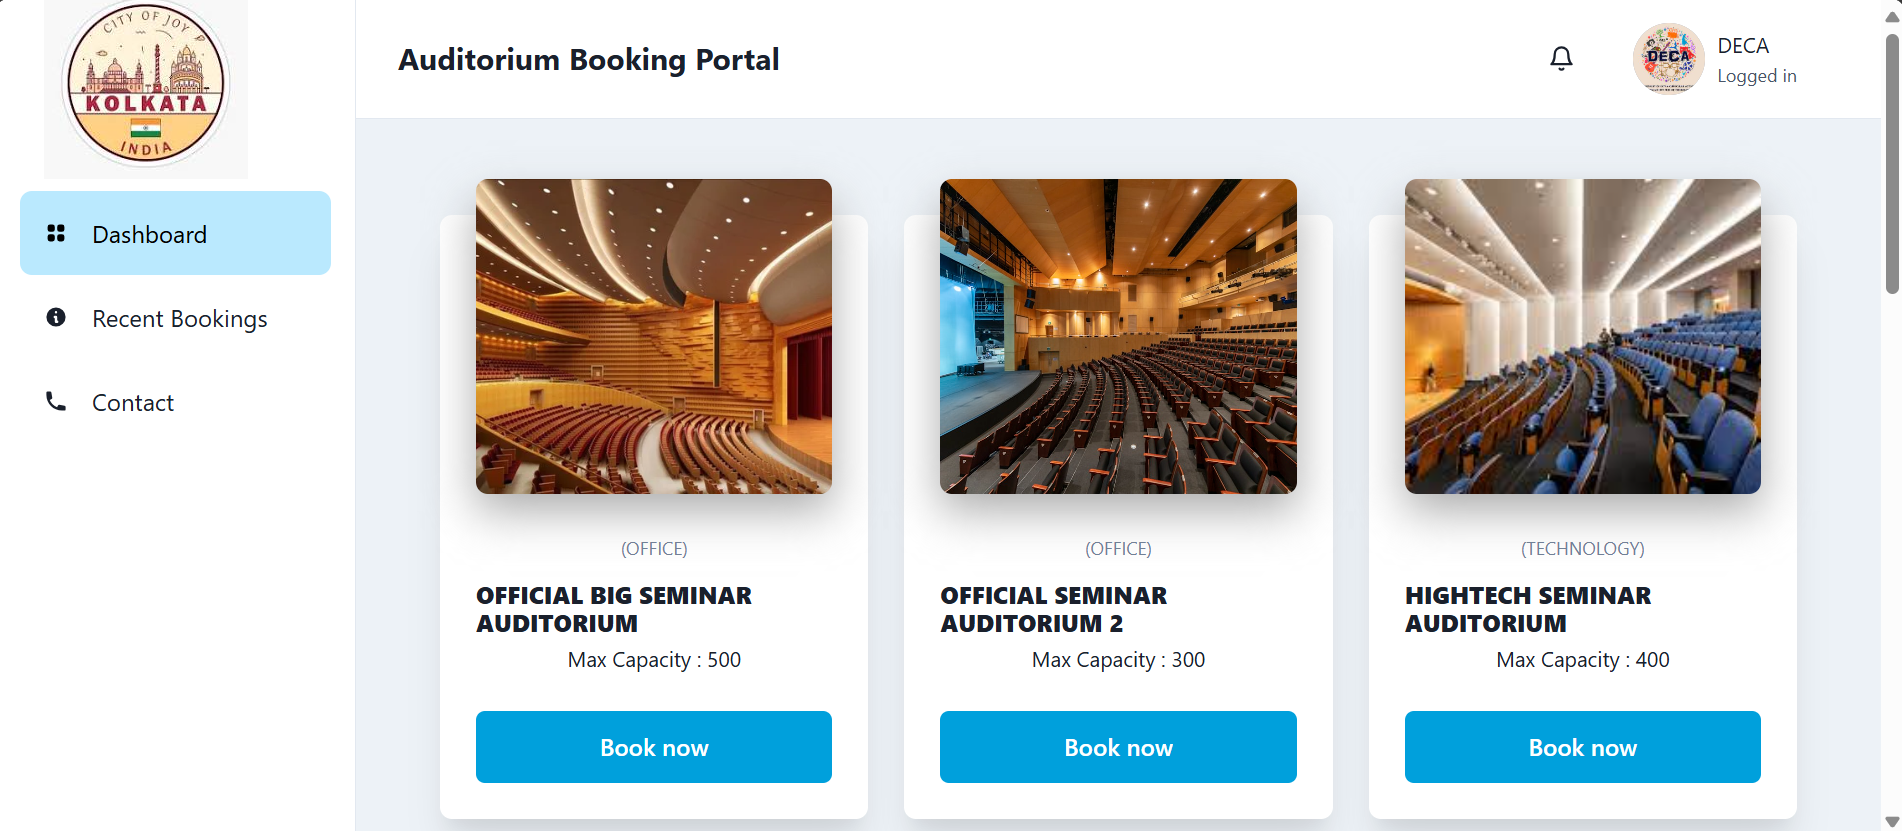 CITY OF JOY
KOLKATA
INDIA
Dashboard
Recent Bookings
Contact
Auditorium Booking Portal
DECA
DECA
Logged in
(OFFICE)
OFFICIAL BIG SEMINAR
AUDITORIUM
Max Capacity : 500
Book now
(OFFICE)
OFFICIAL SEMINAR
AUDITORIUM 2
Max Capacity : 300
Book now
(TECHNOLOGY)
HIGHTECH SEMINAR
AUDITORIUM
Max Capacity : 400
Book now